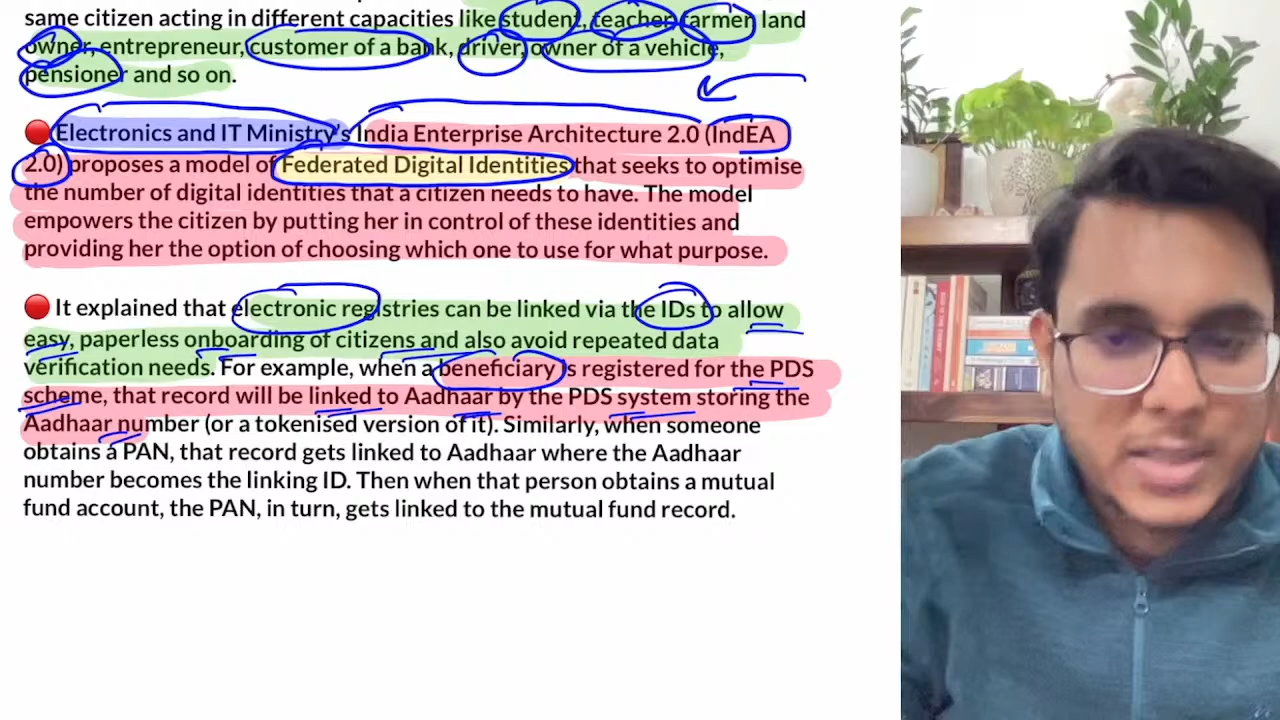 same citizen acting in different capacities like student, teacher, farmer, land
owner, entrepreneur, customer of a bank, driver, owner of a vehicle,
pensioner and so on.
Electronics and IT Ministry's India Enterprise Architecture 2.0 (IndEA
2.0) proposes a model of Federated Digital Identities that seeks to optimise
the number of digital identities that a citizen needs to have. The model
empowers the citizen by putting her in control of these identities and
providing her the option of choosing which one to use for what purpose.
It explained that electronic registries can be linked via the IDs to allow
easy, paperless onboarding of citizens and also avoid repeated data
verification needs. For example, when a beneficiary is registered for the PDS
scheme, that record will be linked to Aadhaar by the PDS system storing the
Aadhaar number (or a tokenised version of it). Similarly, when someone
obtains a PAN, that record gets linked to Aadhaar where the Aadhaar
number becomes the linking ID. Then when that person obtains a mutual
fund account, the PAN, in turn, gets linked to the mutual fund record.